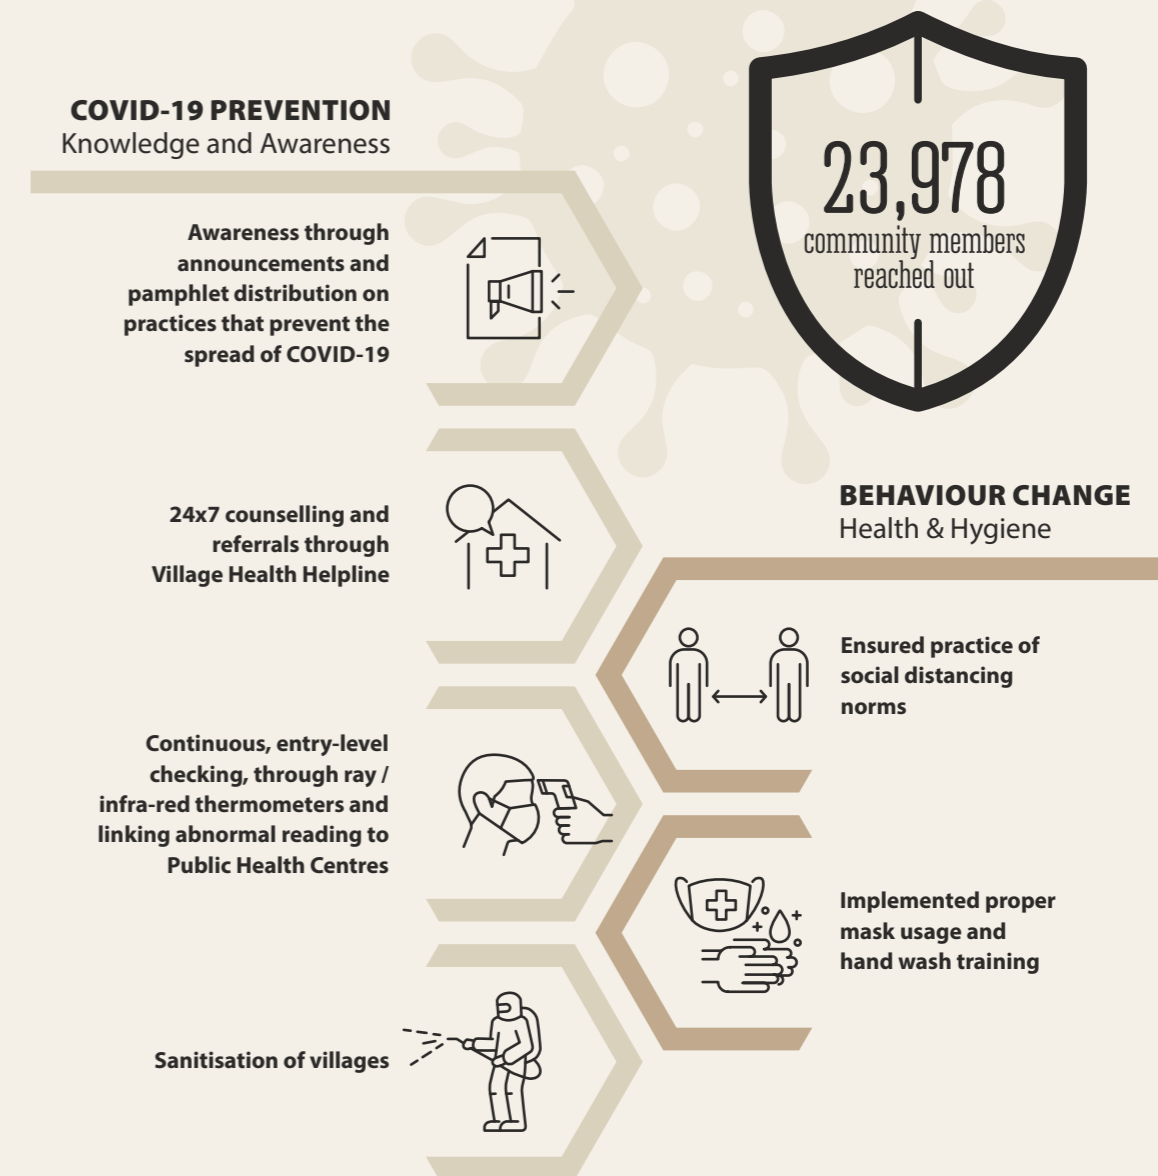 COVID-19 PREVENTION
Knowledge and Awareness
Awareness through
announcements and
pamphlet distribution on
practices that prevent the
spread of COVID-19
24x7 counselling and
referrals through
Village Health Helpline
Continuous, entry-level
checking, through ray /
infra-red thermometers and
linking abnormal reading to
Public Health Centres
Sanitisation of villages
23,978
community members
reached out
BEHAVIOUR CHANGE
Health & Hygiene
Ensured practice of
social distancing
norms
Implemented proper
mask usage and
hand wash training